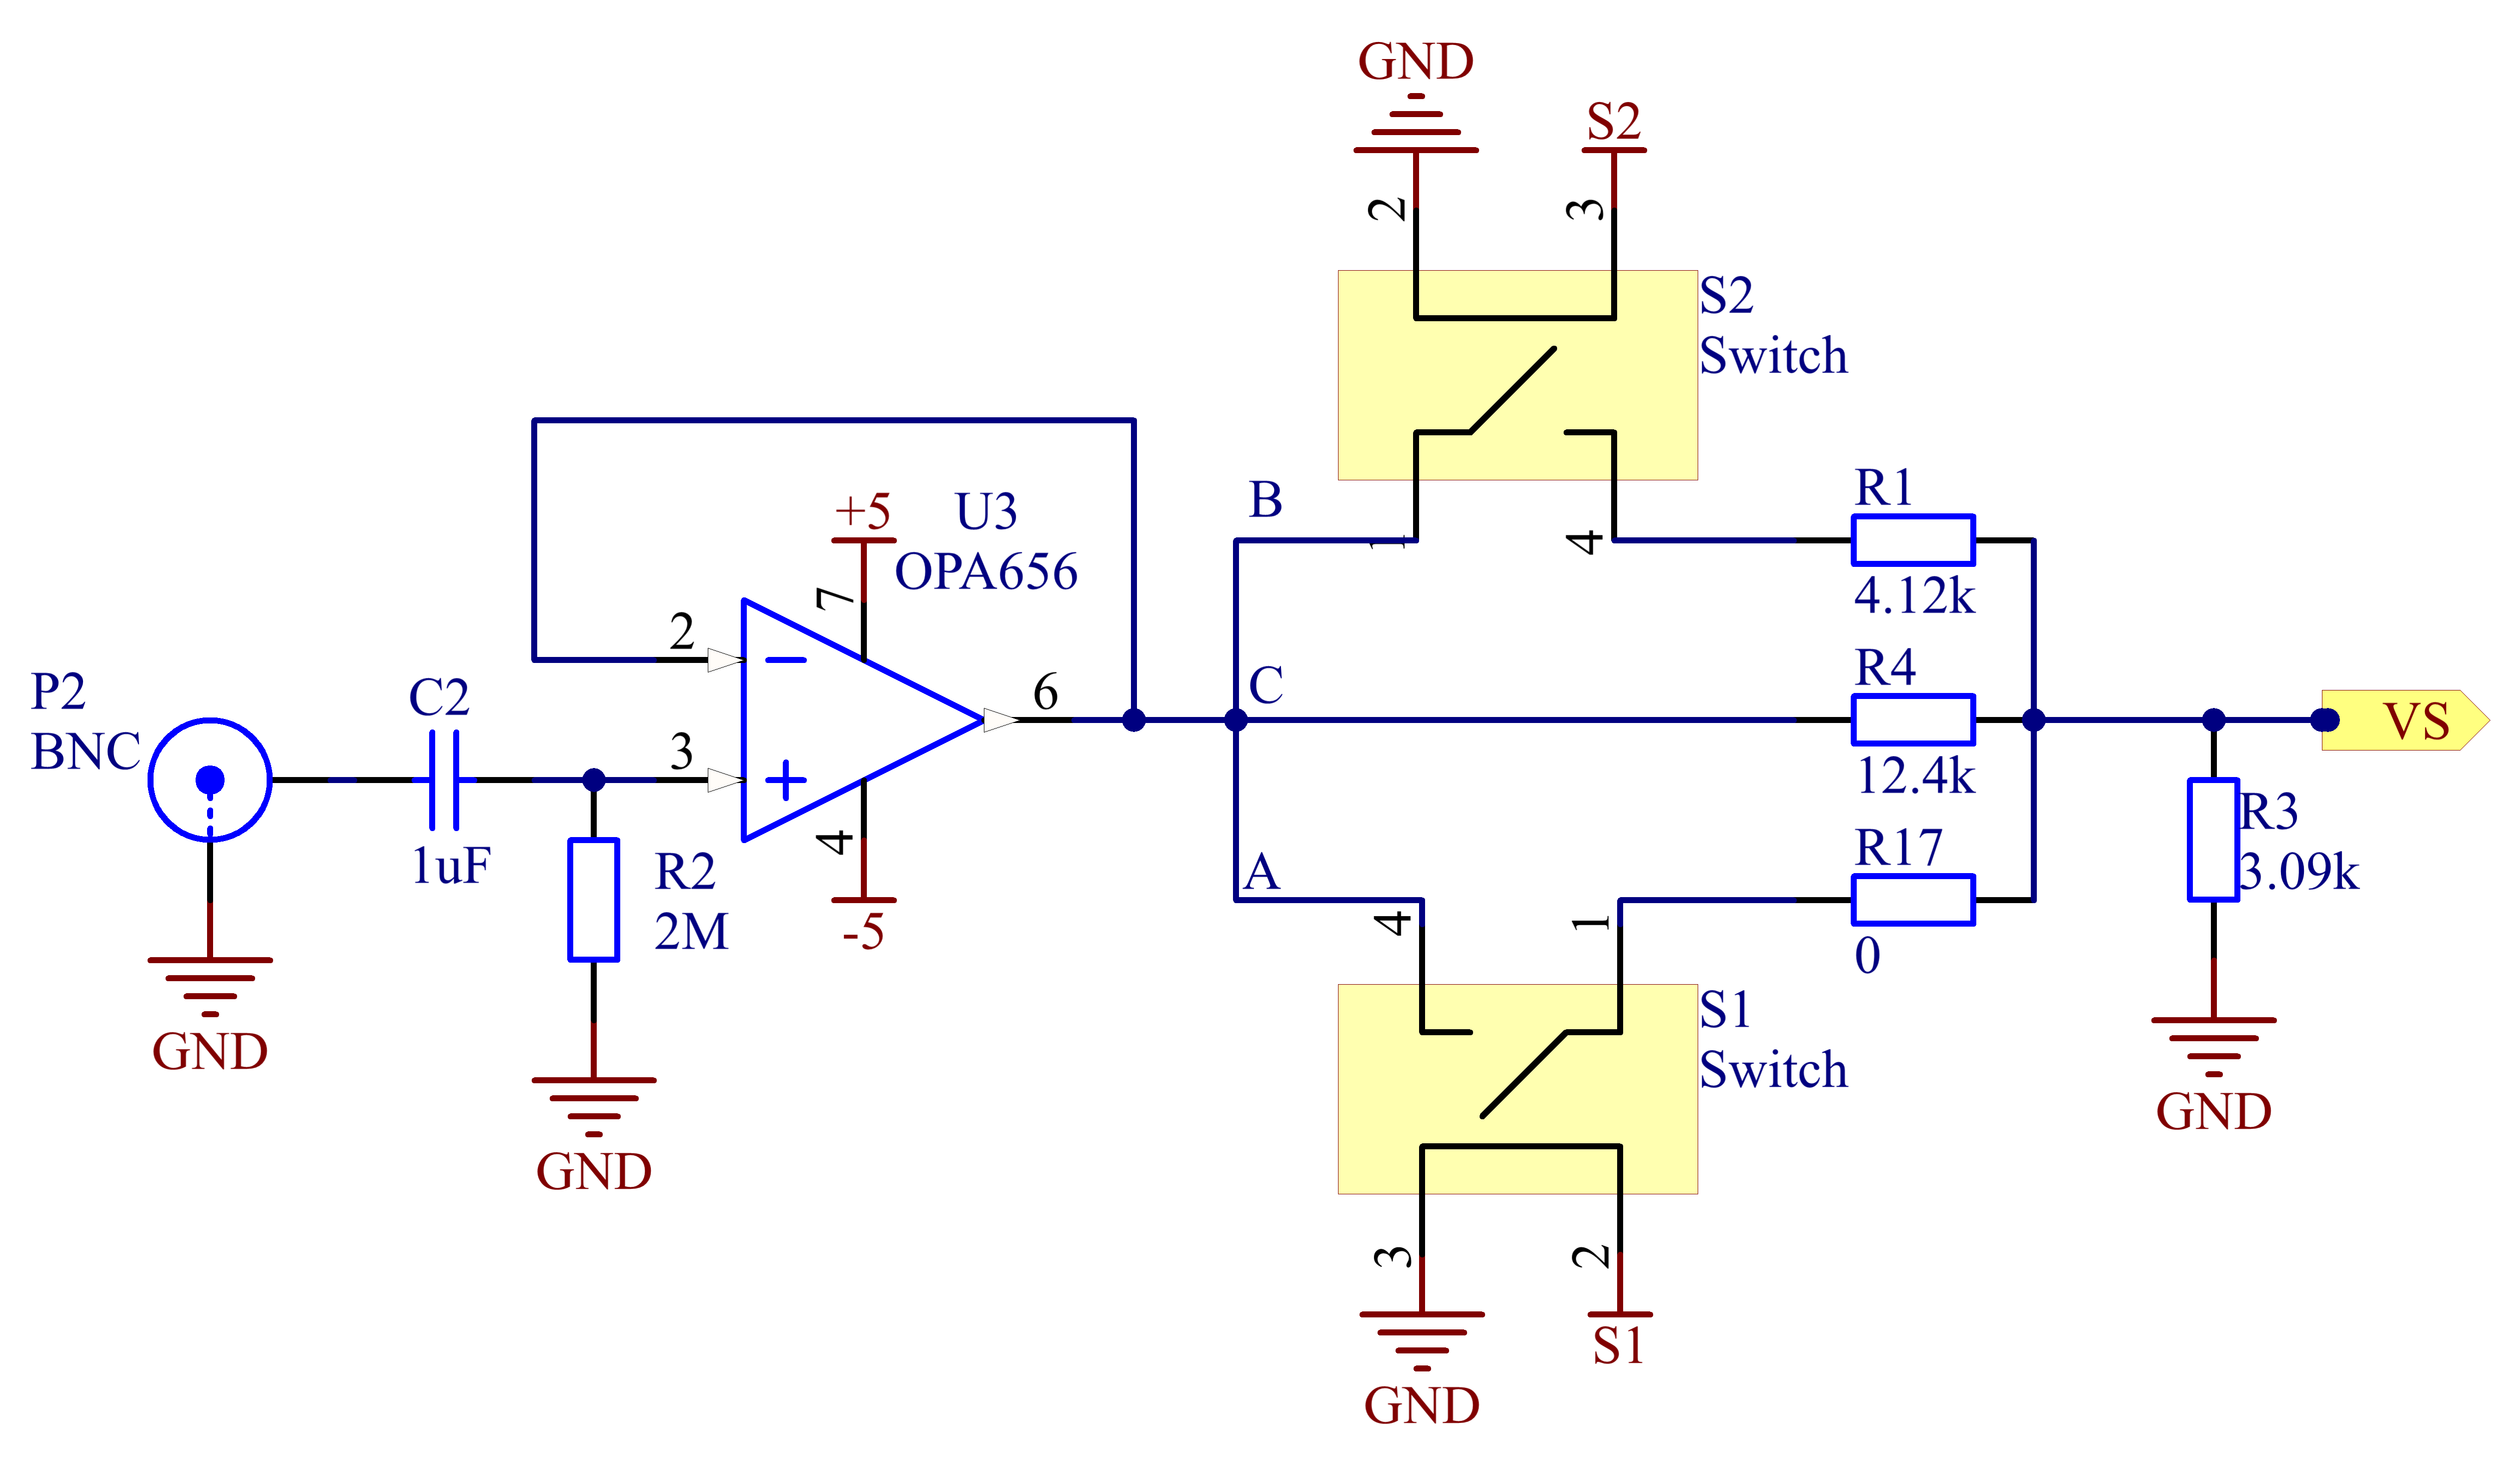 GND
S2
2
3
S2
Switch
B
1
4
R1
4.12k
+5
U3
OPA656
7
2
6
C
R4
12.4k
P2
BNC
C2
1uF
3
VS
4
-5
R2
2M
A
R17
0
R3
3.09k
4
1
S1
Switch
GND
GND
GND
3
2
S1
GND